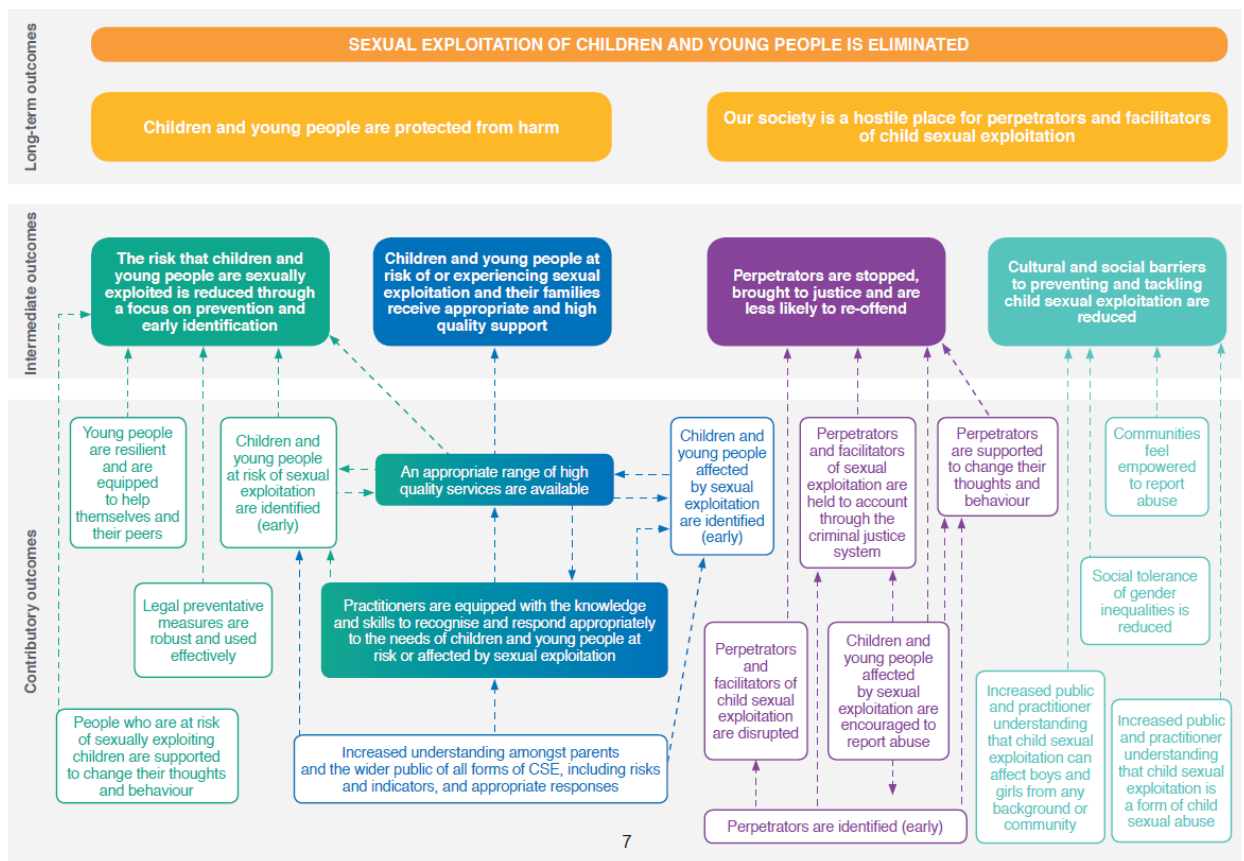 Long-term outcomes
SEXUAL EXPLOITATION OF CHILDREN AND YOUNG PEOPLE IS ELIMINATED
Children and young people are protected from harm
Our society is a hostile place for perpetrators and facilitators
of child sexual exploitation
Intermediate outcomes
The risk that children and
young people are sexually
exploited is reduced through
a focus on prevention and
early identification
Children and young people at
risk of or experiencing sexual
exploitation and their families
receive appropriate and high
quality support
Perpetrators are stopped,
brought to justice and are
less likely to re-offend
Cultural and social barriers
to preventing and tackling
child sexual exploitation are
reduced
Contributory outcomes
Young people
are resilient
and are
equipped
to help
themselves and
their peers
Children and
young people
at risk of sexual
exploitation
are identified
(early)
An appropriate range of high
quality services are available
Children and
young people
affected
by sexual
exploitation
are identified
(early)
Perpetrators
and facilitators
of sexual
exploitation are
held to account
through the
criminal justice
system
Perpetrators
are supported
to change their
thoughts and
behaviour
Communities
feel
empowered
to report
abuse
Legal preventative
measures are
robust and used
effectively
Practitioners are equipped with the knowledge
and skills to recognise and respond appropriately
to the needs of children and young people at
risk or affected by sexual exploitation
Social tolerance
of gender
inequalities is
reduced
Perpetrators
and
facilitators of
child sexual
exploitation
are disrupted
Children and
young people
affected
by sexual
exploitation are
encouraged to
report abuse
People who are at risk
of sexually exploiting
children are supported
to change their thoughts
and behaviour
Increased understanding amongst parents
and the wider public of all forms of CSE, including risks
and indicators, and appropriate responses
Increased public
and practitioner
understanding
that child sexual
exploitation can
affect boys and
girls from any
background or
community
Increased public
and practitioner
understanding
that child sexual
exploitation is
a form of child
sexual abuse
Perpetrators are identified (early)
7